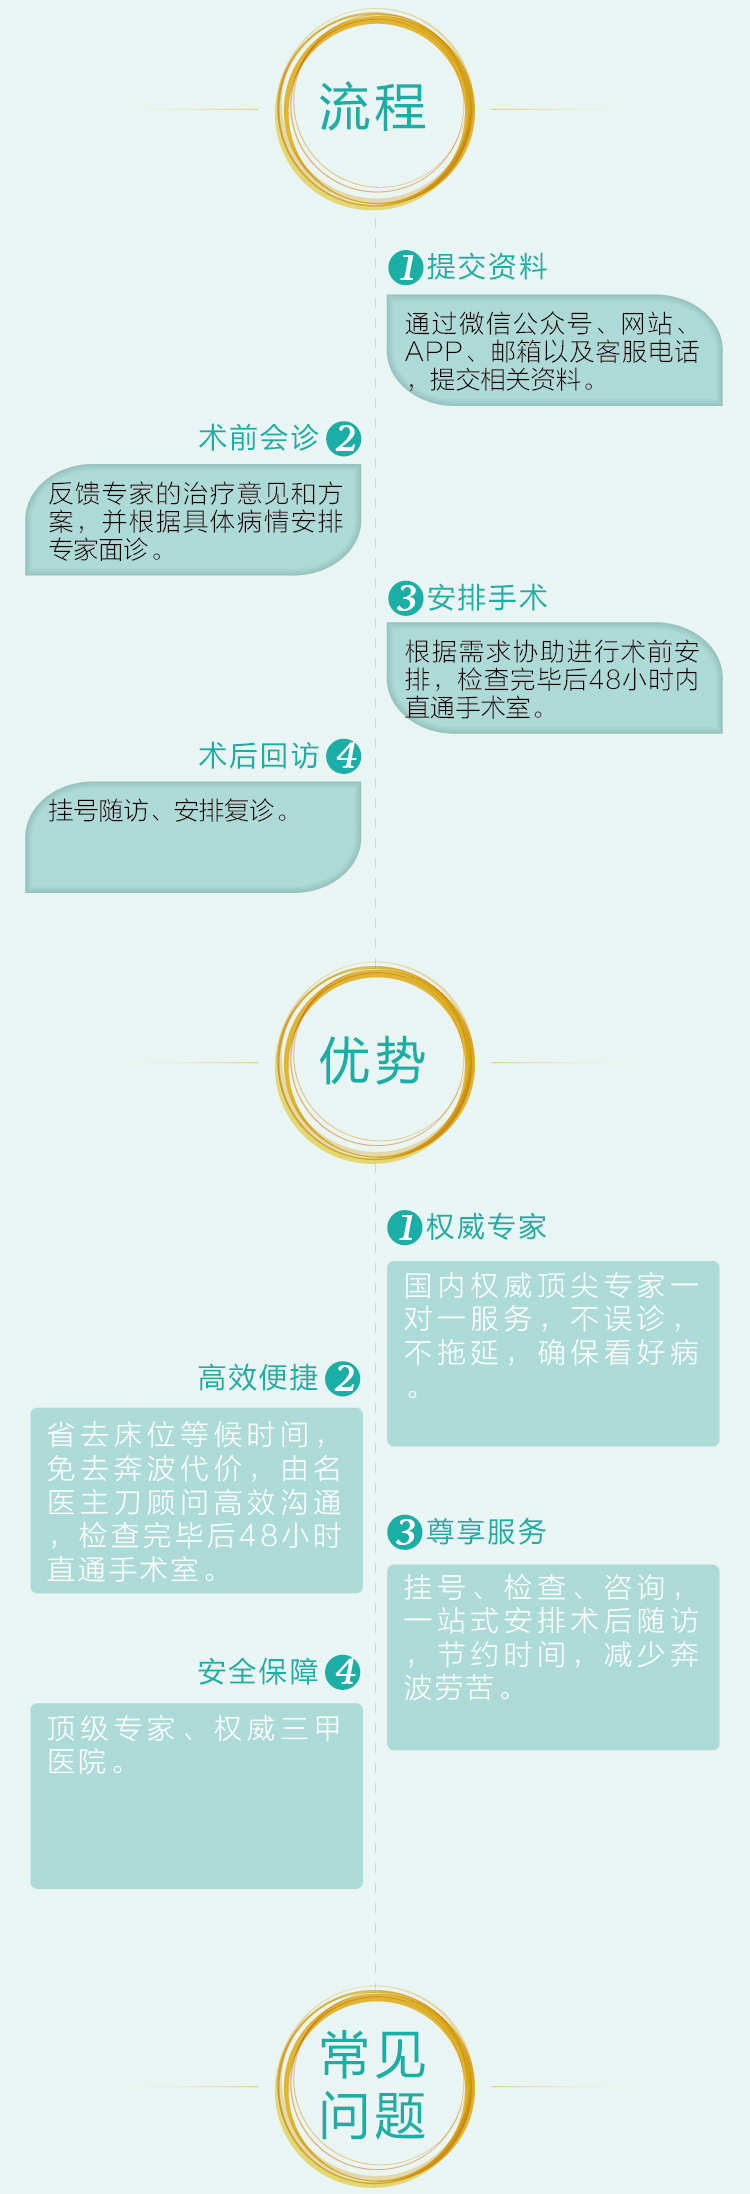 流程
1提交资料
通过微信公众号、网站、
APP、邮箱以及客服电话
，提交相关资料。
术前会诊2
反馈专家的治疗意见和方
案，并根据具体病情安排
专家面诊。
3安排手术
根据需求协助进行术前安
排，检查完毕后48小时内
直通手术室。
术后回访4
挂号随访、安排复诊。
优势
1权威专家
国内权威顶尖专家一
对一服务，不误诊，
不拖延，确保看好病
。
高效便捷2
省去床位等候时间，
免去奔波代价，由名
医主刀顾问高效沟通
，检查完毕后48小时
直通手术室。
3尊享服务
挂号、检查、咨询，
一站式安排术后随访
，节约时间，减少奔
波劳苦。
安全保障4
顶级专家、权威三甲
医院。
常见
问题